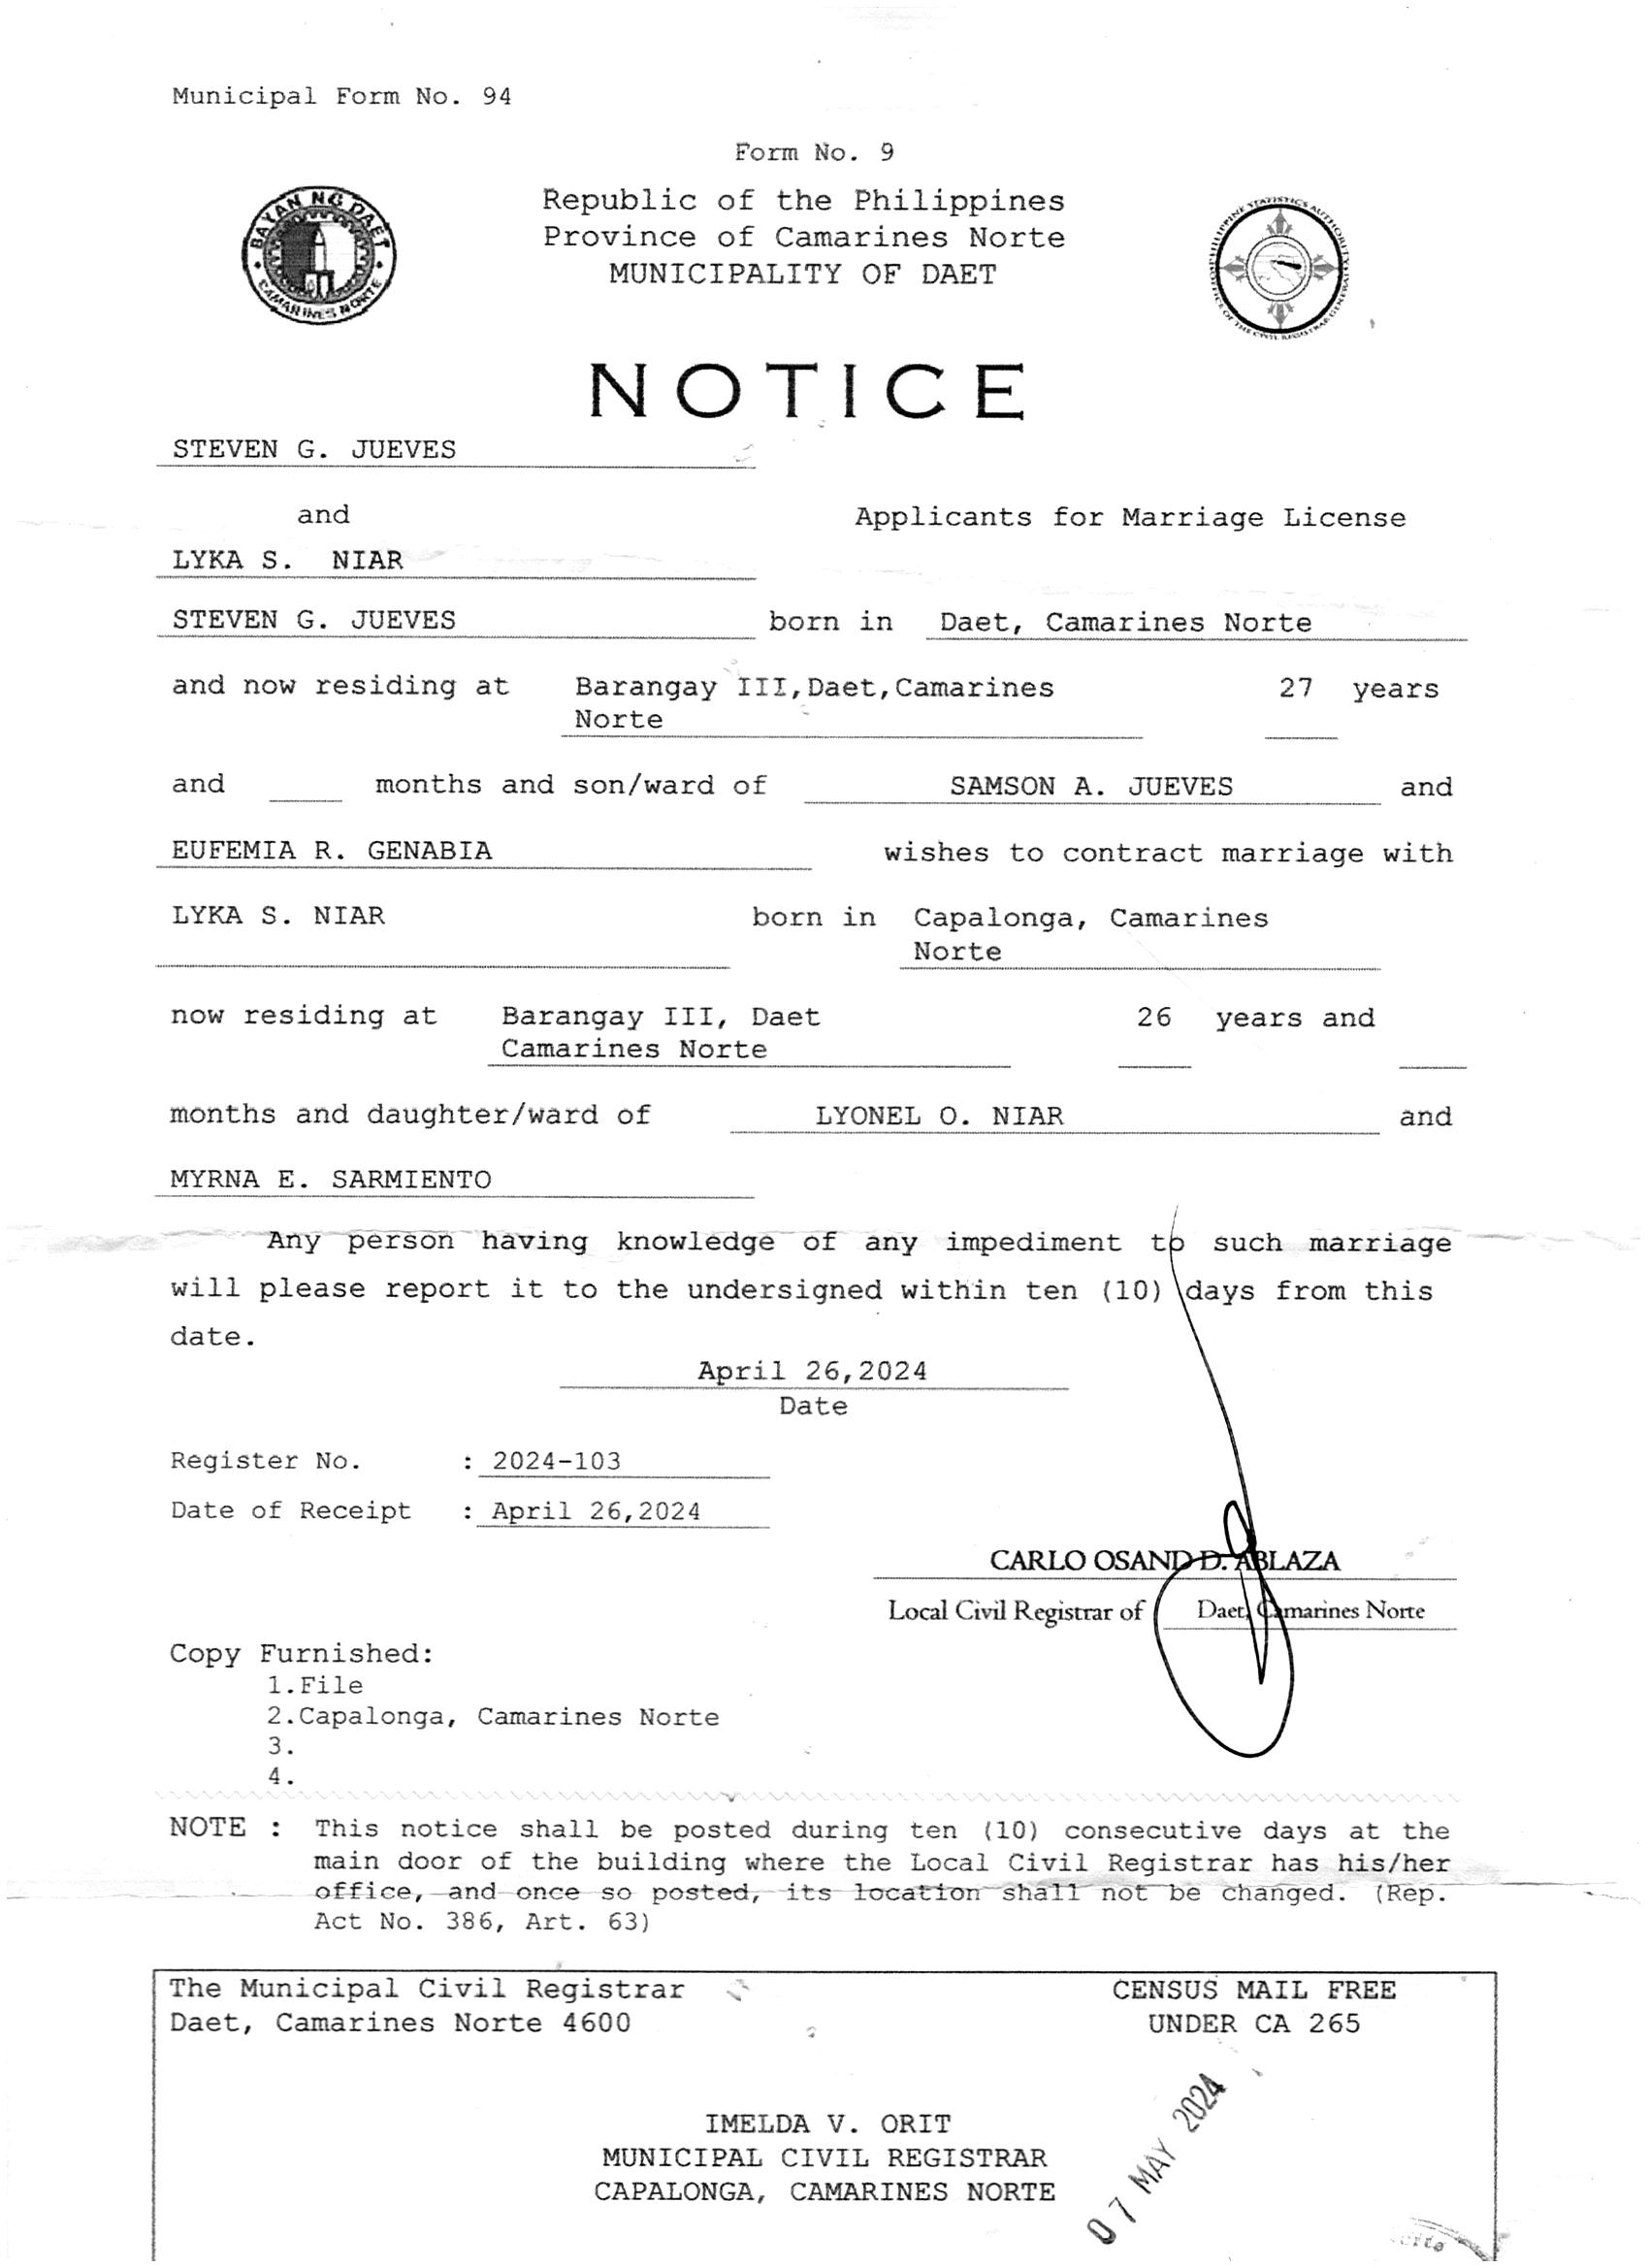 Municipal Form No. 94
Form No. 9
BAYAN NG DAET
CAMARINES NORTE
Republic of the Philippines
Province of Camarines Norte
MUNICIPALITY OF DAET
PHILIPPINE STATISTICS AUTHORITY
OFFICE OF THE CIVIL REGISTRAR GENERAL
NOTICE
STEVEN G. JUEVES
and Applicants for Marriage License
LYKA S. NIAR
STEVEN G. JUEVES born in Daet, Camarines Norte
and now residing at Barangay III,Daet,Camarines 27 years
Norte
and months and son/ward of SAMSON A. JUEVES and
EUFEMIA R. GENABIA wishes to contract marriage with
LYKA S. NIAR born in Capalonga, Camarines
Norte
now residing at Barangay III, Daet 26 years and
Camarines Norte
months and daughter/ward of LYONEL O. NIAR and
MYRNA E. SARMIENTO
Any person having knowledge of any impediment to such marriage
will please report it to the undersigned within ten (10) days from this
date.
April 26,2024
Date
Register No. : 2024-103
Date of Receipt : April 26,2024
CARLO OSAND D. ABLAZA
Local Civil Registrar of Daet, Camarines Norte
Copy Furnished:
1.File
2.Capalonga, Camarines Norte
3.
4.
NOTE : This notice shall be posted during ten (10) consecutive days at the
main door of the building where the Local Civil Registrar has his/her
office, and once so posted, its location shall not be changed. (Rep.
Act No. 386, Art. 63)
The Municipal Civil Registrar CENSUS MAIL FREE
Daet, Camarines Norte 4600 UNDER CA 265
IMELDA V. ORIT
MUNICIPAL CIVIL REGISTRAR
CAPALONGA, CAMARINES NORTE
07 MAY 2024